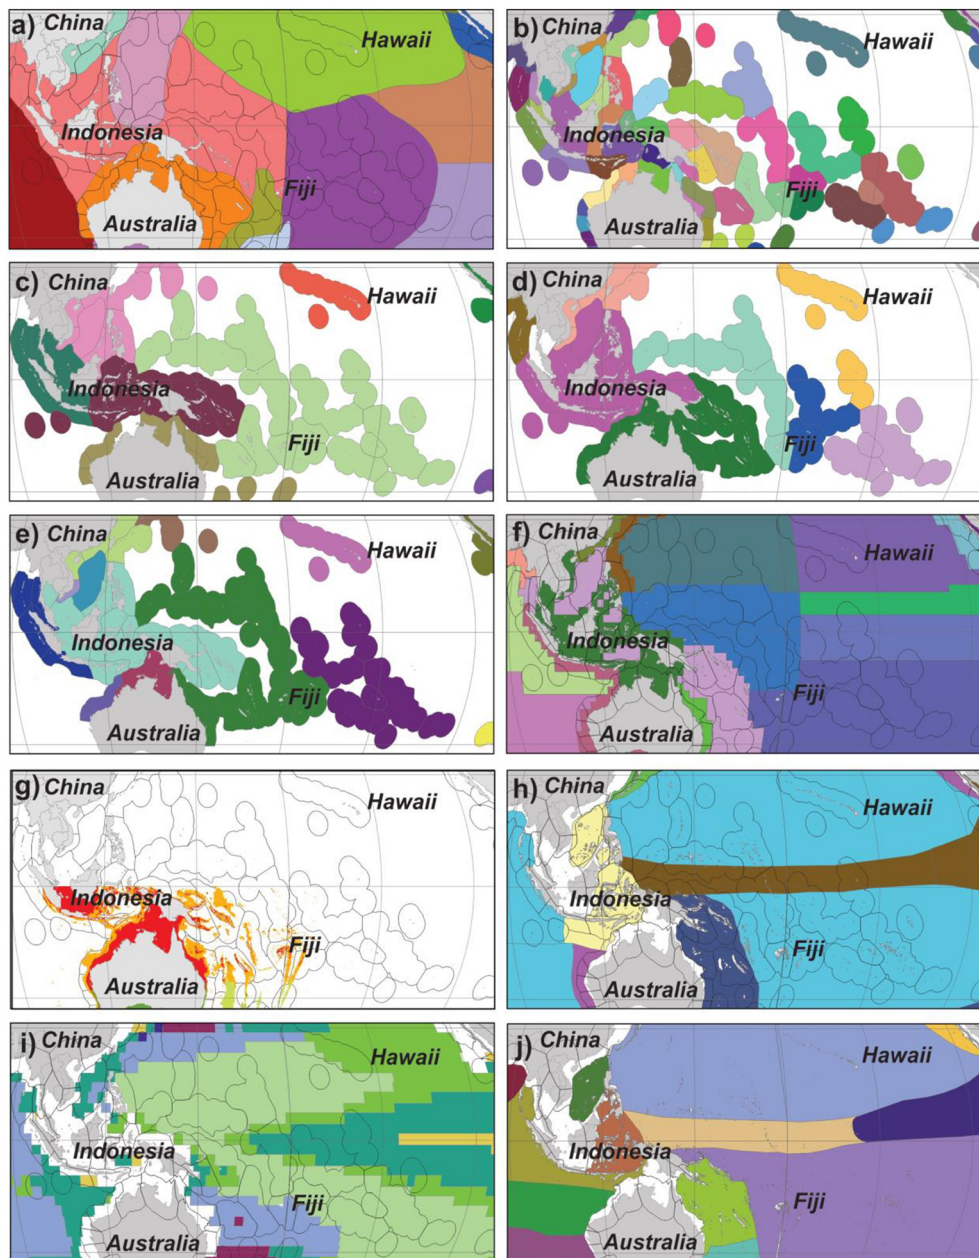 a) China
Hawaii
Indonesia
Fiji
Australia
b) China
Hawaii
Indonesia
Fiji
Australia
c) China
Hawaii
Indonesia
Fiji
Australia
d) China
Hawaii
Indonesia
Fiji
Australia
e) China
Hawaii
Indonesia
Fiji
Australia
f) China
Hawaii
Indonesia
Fiji
Australia
g) China
Hawaii
Indonesia
Fiji
Australia
h) China
Hawaii
Indonesia
Fiji
Australia
i) China
Hawaii
Indonesia
Fiji
Australia
j) China
Hawaii
Indonesia
Fiji
Australia